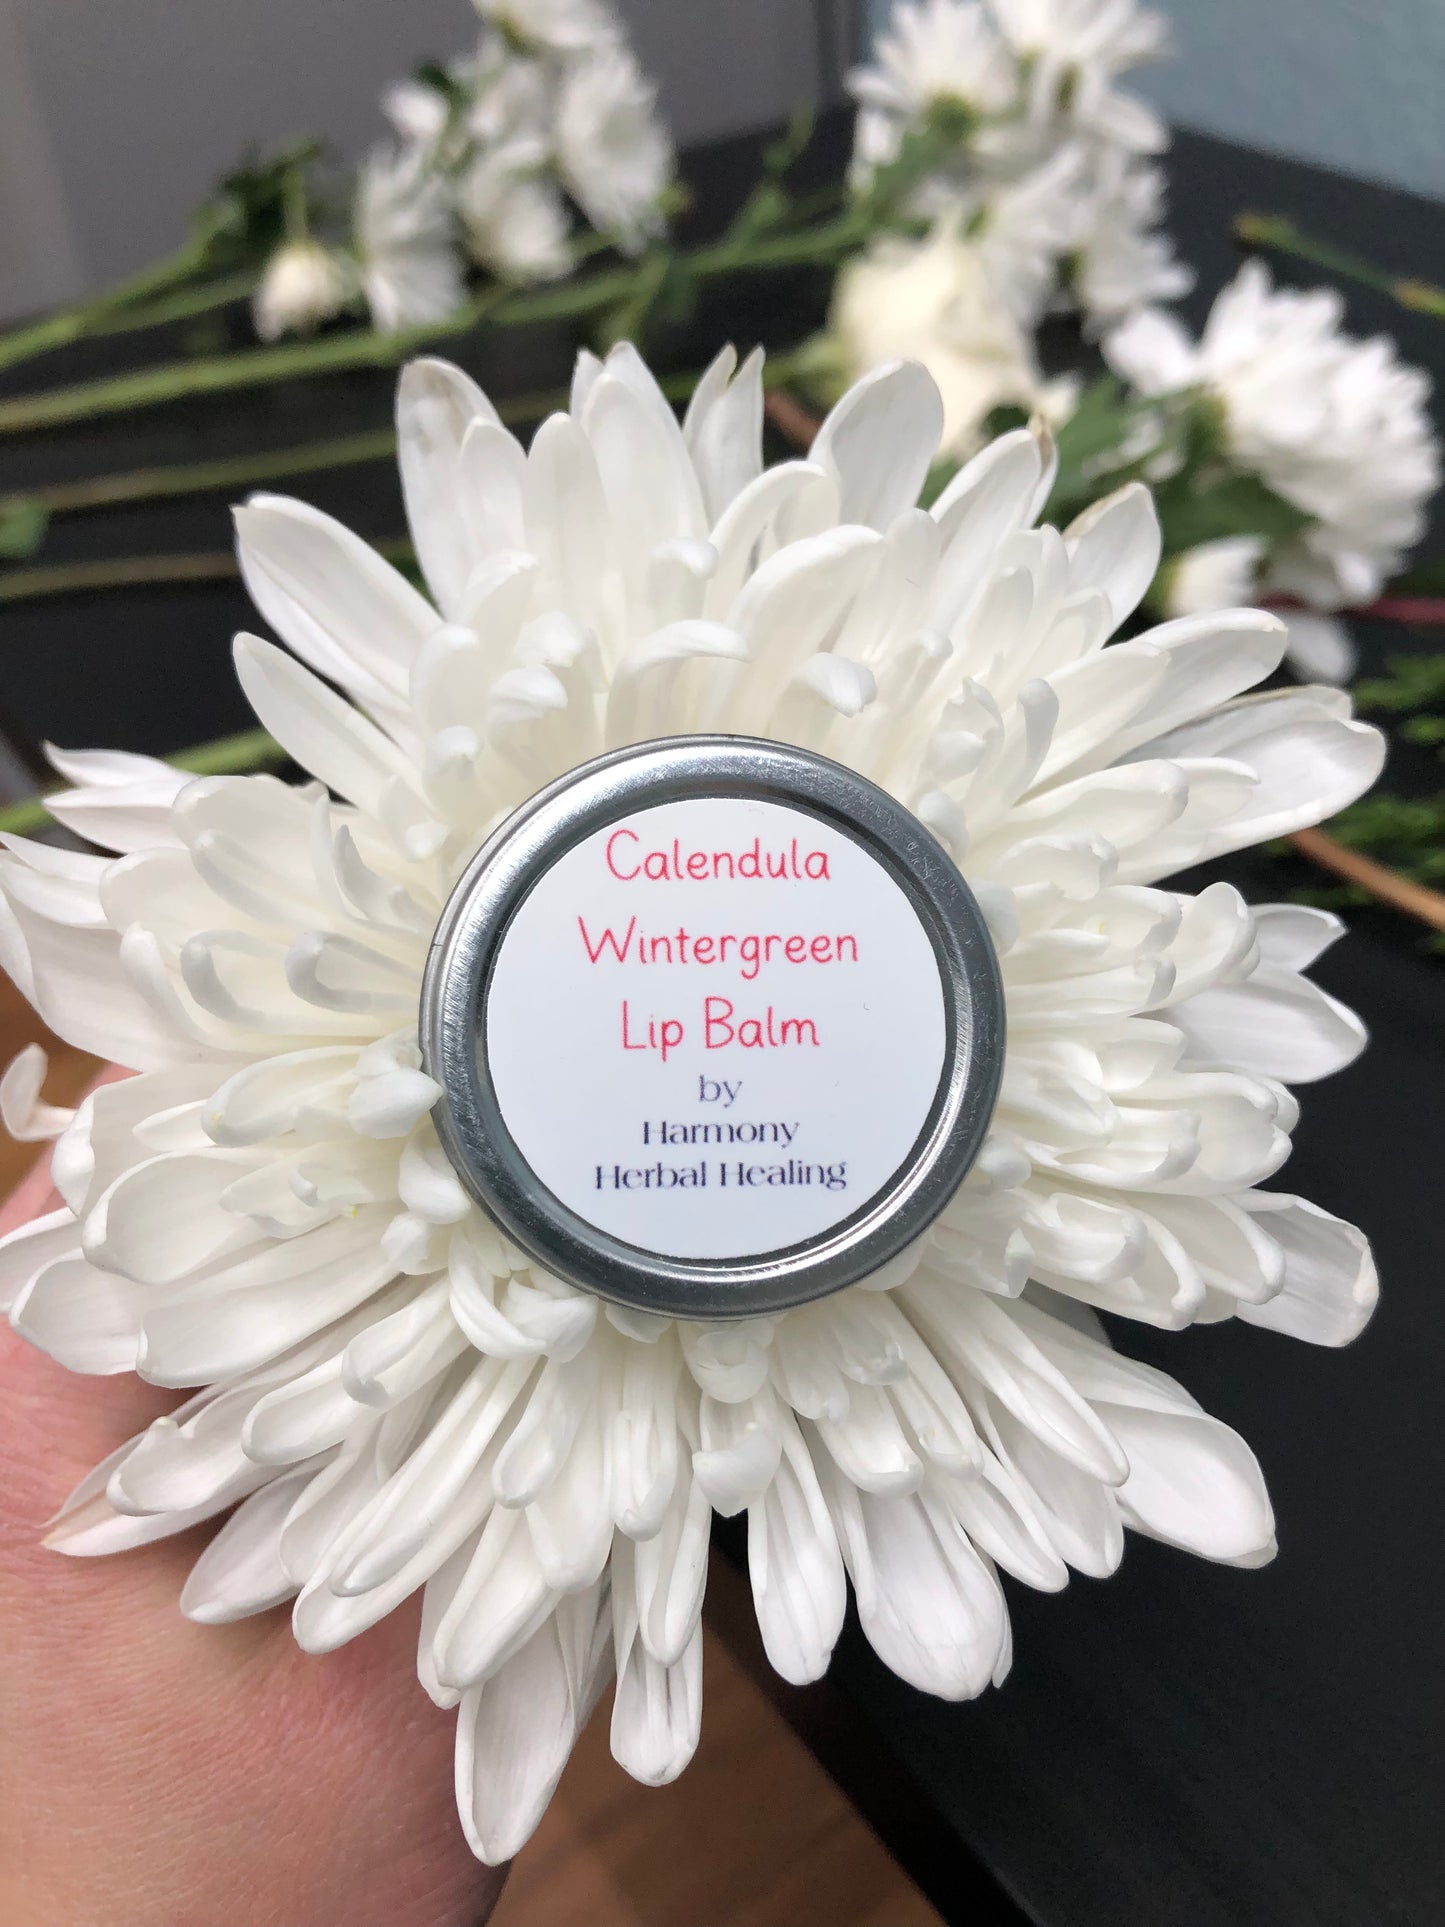 Calendula
Wintergreen
Lip Balm
by
Harmony
Herbal Healing